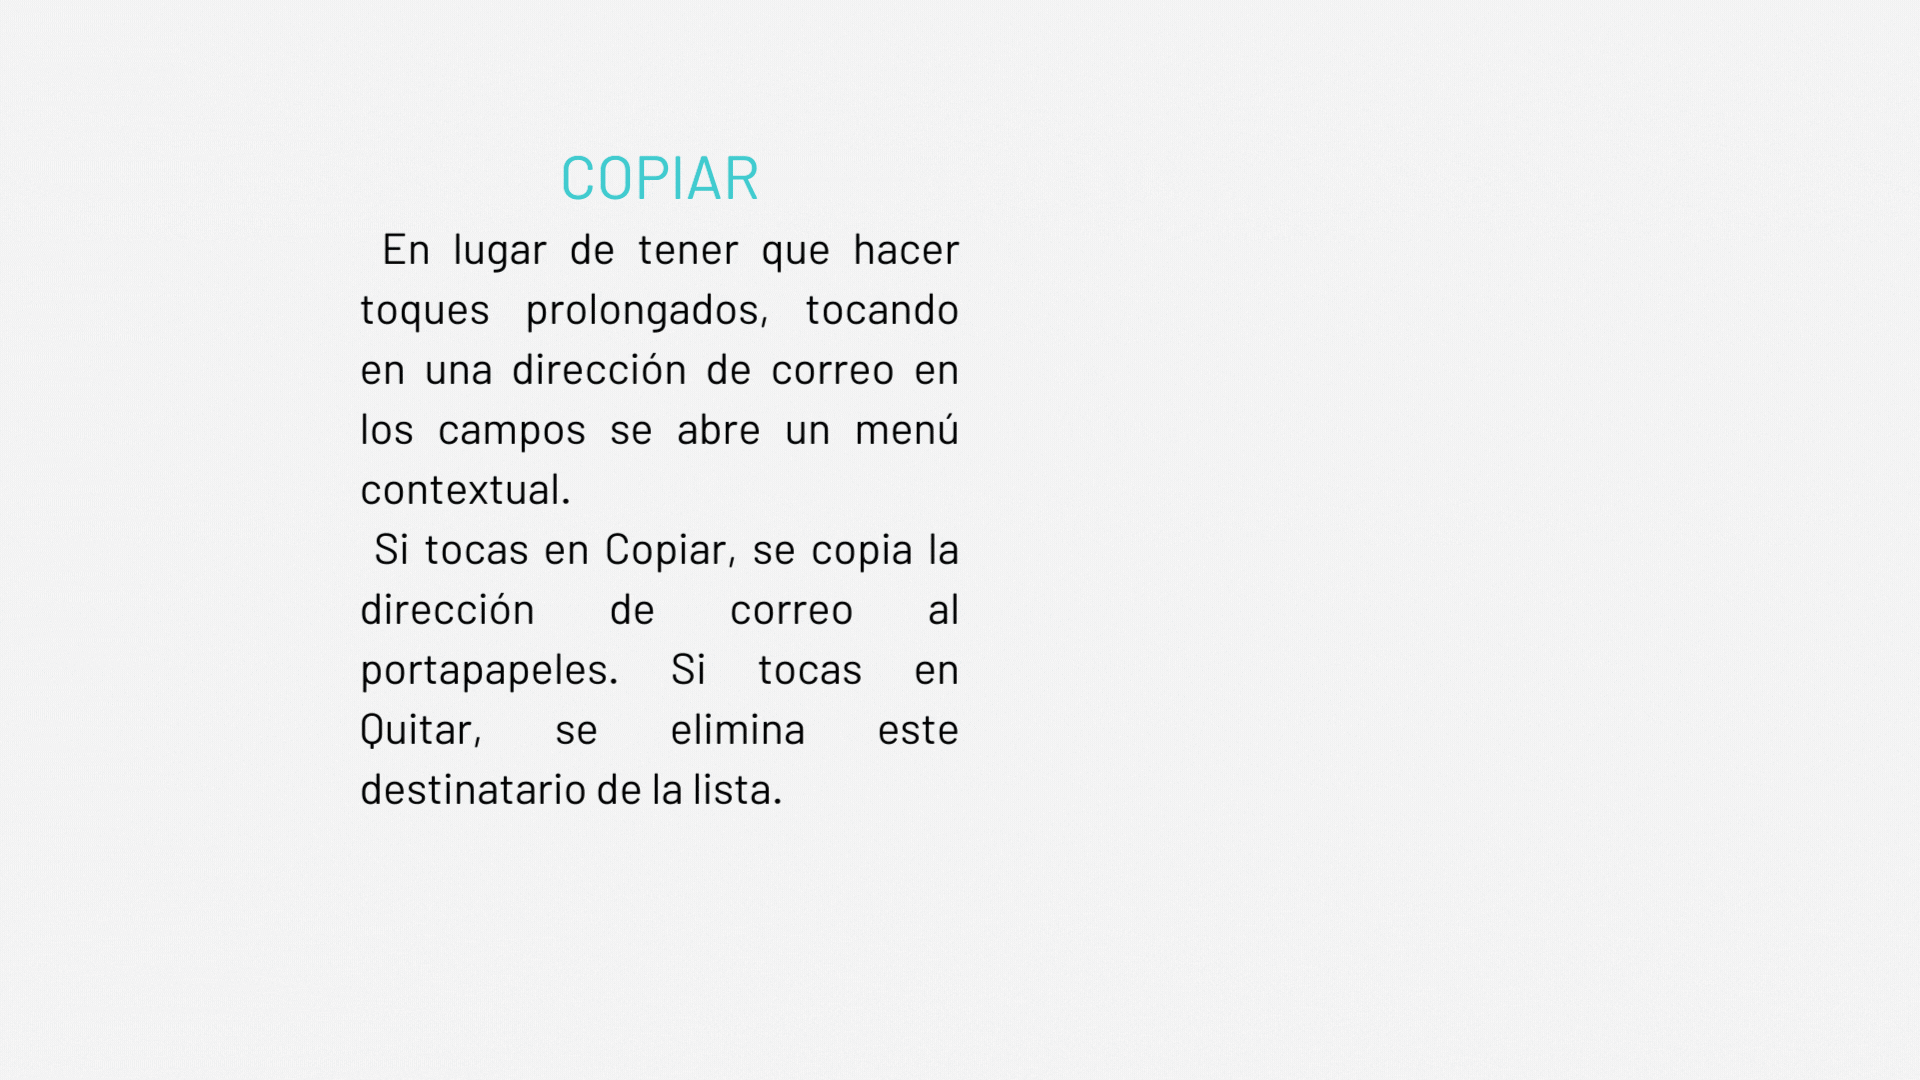 COPIAR
En lugar de tener que hacer
toques prolongados, tocando
en una dirección de correo en
los campos se abre un menú
contextual.
Si tocas en Copiar, se copia la
dirección de correo al
portapapeles. Si tocas en
Quitar, se elimina este
destinatario de la lista.